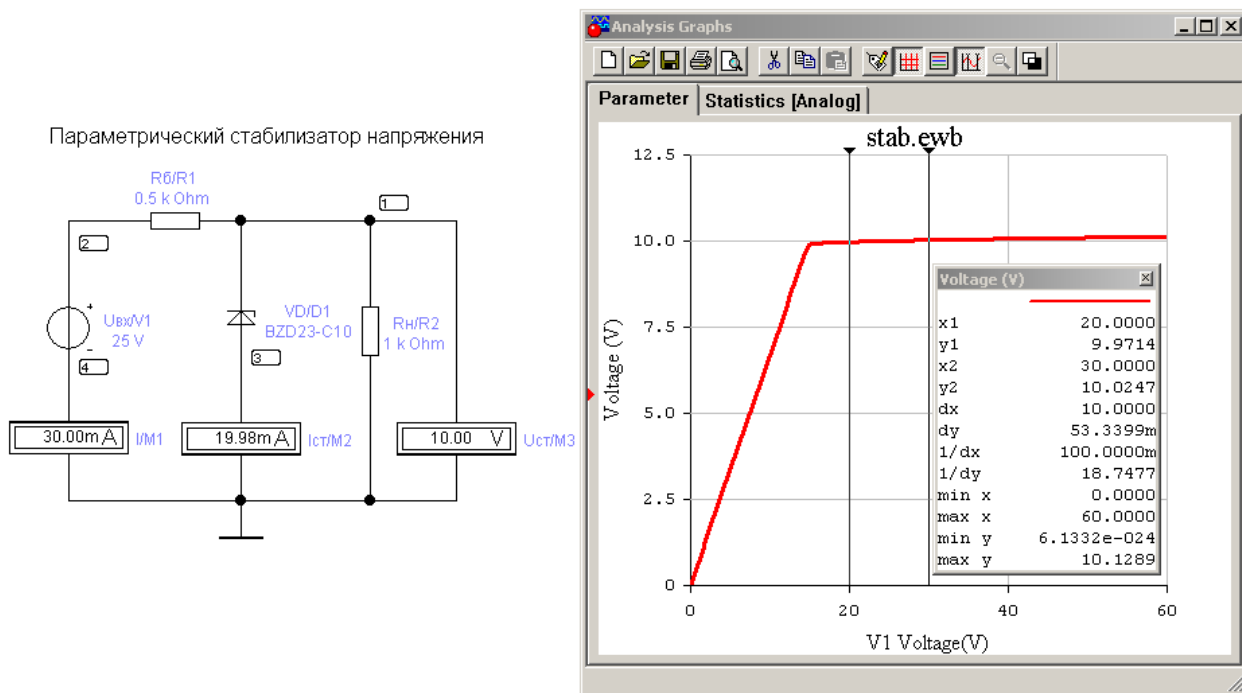 Параметрический стабилизатор напряжения
Rб/R1
0.5 k Ohm
1
2
+
Uвх/V1
25 V
-
4
VD/D1
BZD23-C10
3
Rн/R2
1 k Ohm
30.00mA I/M1
19.98mA Iст/M2
10.00 V Uст/M3
Analysis Graphs
Parameter Statistics [Analog]
stab.ewb
Voltage (V)
12.5
10.0
7.5
5.0
2.5
0
0 20 40 60
V1 Voltage(V)
Voltage (V)
x1 20.0000
y1 9.9714
x2 30.0000
y2 10.0247
dx 10.0000
dy 53.3399m
1/dx 100.0000m
1/dy 18.7477
min x 0.0000
max x 60.0000
min y 6.1332e-024
max y 10.1289